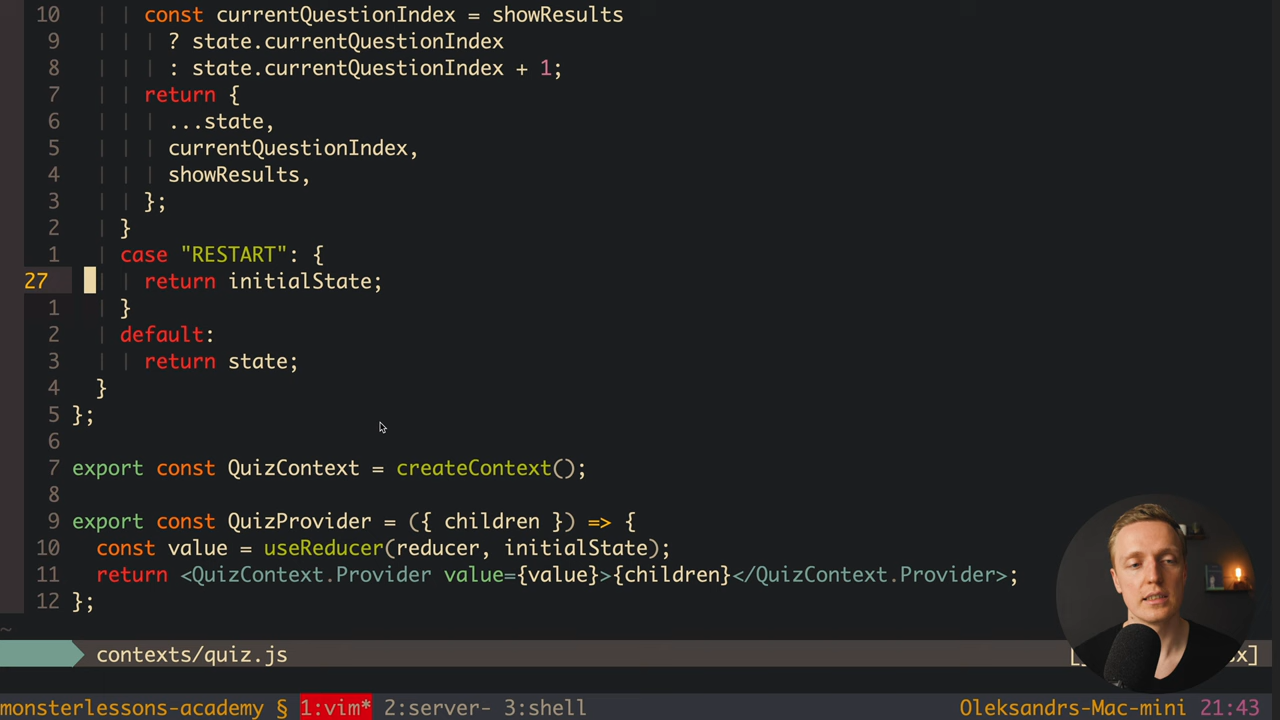 10 const currentQuestionIndex = showResults
9 ? state.currentQuestionIndex
8 : state.currentQuestionIndex + 1;
7 return {
6 ...state,
5 currentQuestionIndex,
4 showResults,
3 };
2 }
1 case "RESTART": {
27 return initialState;
1 }
2 default:
3 return state;
4 }
5 };
6
7 export const QuizContext = createContext();
8
9 export const QuizProvider = ({ children }) => {
10 const value = useReducer(reducer, initialState);
11 return <QuizContext.Provider value={value}>{children}</QuizContext.Provider>;
12 };
~
contexts/quiz.js
monsterlessons-academy § 1:vim* 2:server- 3:shell Oleksandrs-Mac-mini 21:43